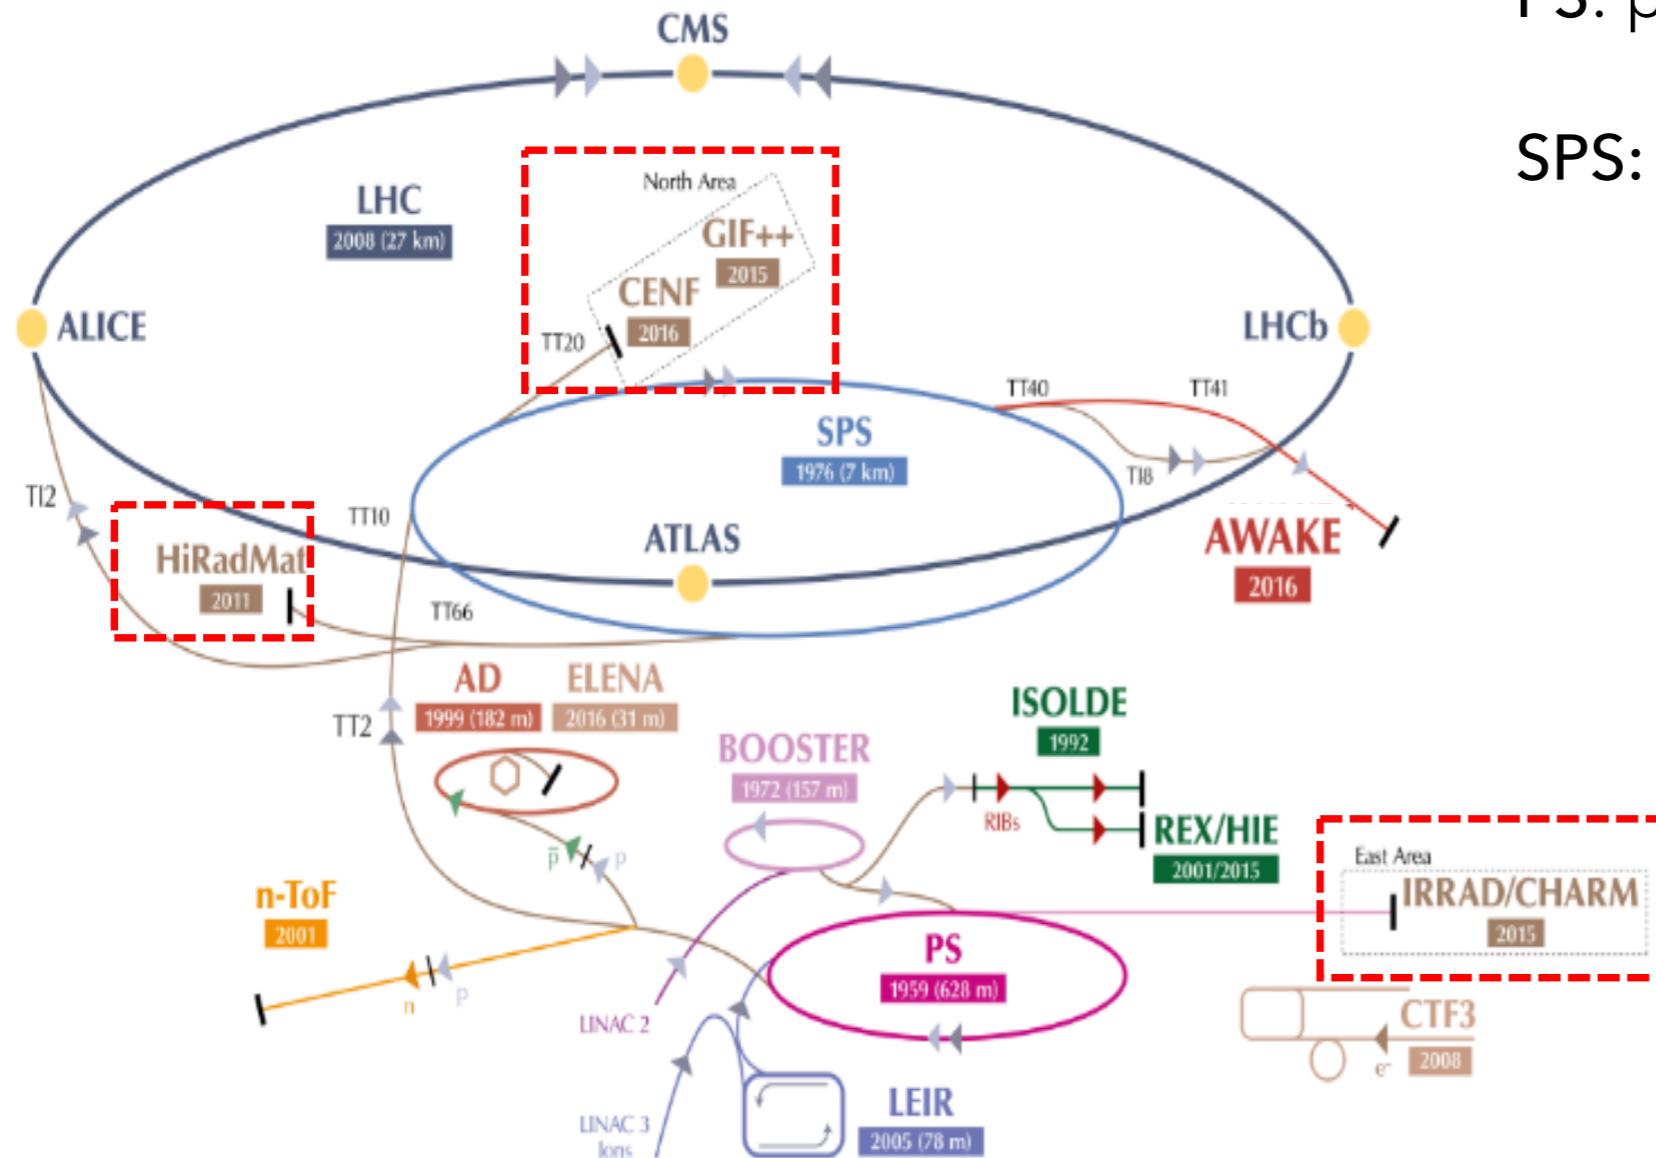 PS: p
CMS
SPS:
North Area
LHC
2008 (27 km)
GIF++
2015
CENF
2016
ALICE
LHCb
TT20
TT40
TT41
SPS
1976 (7 km)
TI8
TI2
TT10
ATLAS
AWAKE
2016
HiRadMat
2011
TT66
AD
1999 (182 m)
ELENA
2016 (31 m)
TT2
ISOLDE
1992
BOOSTER
1972 (157 m)
RIBs
REX/HIE
2001/2015
p̄
p
East Area
IRRAD/CHARM
2015
n-ToF
2001
n
p
PS
1959 (628 m)
LINAC 2
CTF3
2008
e-
LEIR
2005 (78 m)
LINAC 3
Ions